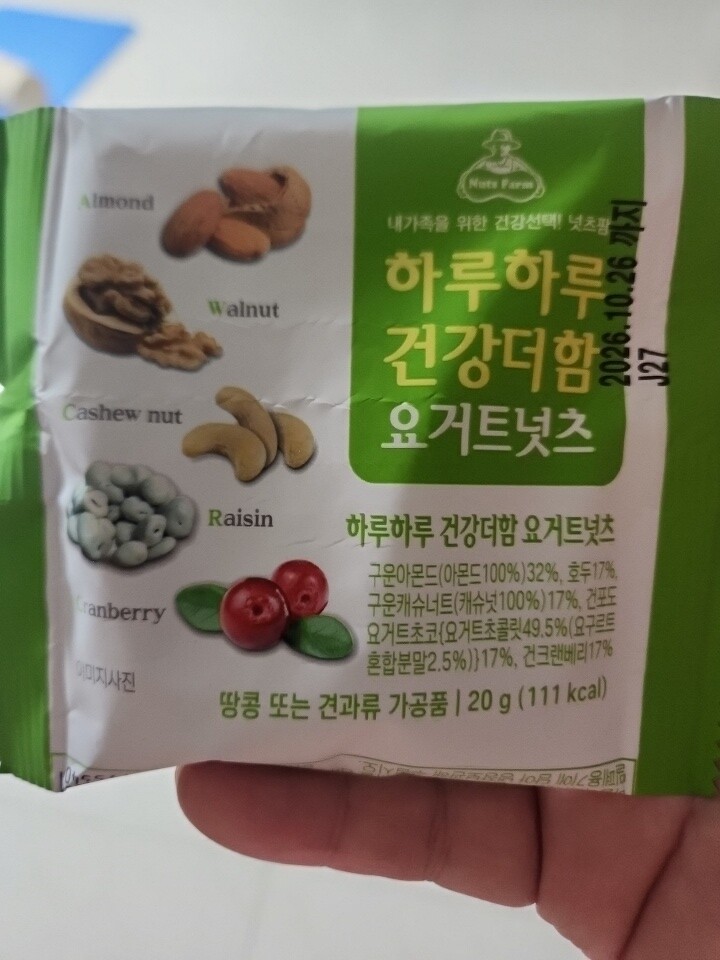 Nuts Farm
내가족을 위한 건강선택! 넛츠팜
하루하루
건강더함
요거트넛츠
2026.10.26 까지
J27
Almond
Walnut
Cashew nut
Raisin
Cranberry
이미지사진
하루하루 건강더함 요거트넛츠
구운아몬드(아몬드100%)32%, 호두17%,
구운캐슈너트(캐슈넛100%)17%, 건포도
요거트초코{요거트초콜릿49.5%(요구르트
혼합분말2.5%)}17%, 건크랜베리17%
땅콩 또는 견과류 가공품 | 20 g (111 kcal)